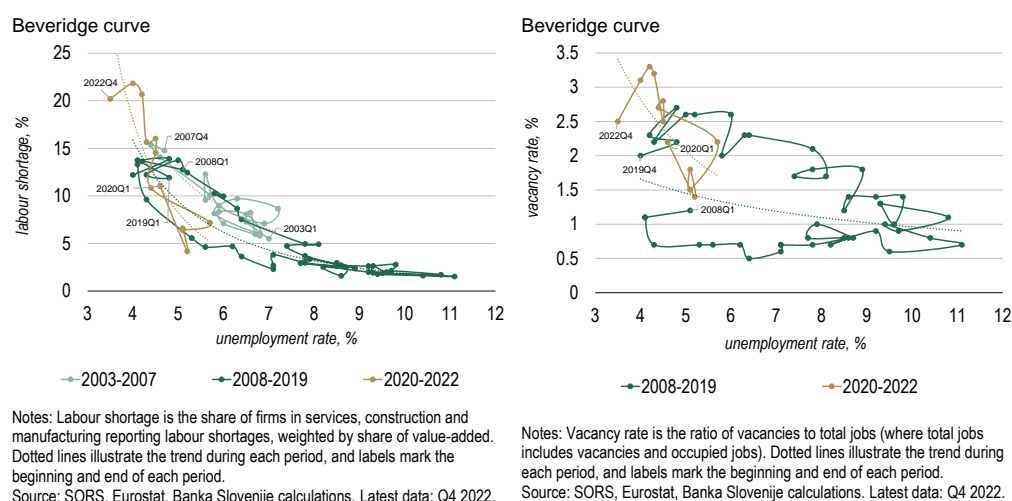 Beveridge curve
labour shortage, %
25
20
15
10
5
0
2022Q4
2007Q4
2008Q1
2020Q1
2019Q1
2003Q1
3 4 5 6 7 8 9 10 11 12
unemployment rate, %
2003-2007 2008-2019 2020-2022
Notes: Labour shortage is the share of firms in services, construction and
manufacturing reporting labour shortages, weighted by share of value-added.
Dotted lines illustrate the trend during each period, and labels mark the
beginning and end of each period.
Source: SORS, Eurostat, Banka Slovenije calculations. Latest data: Q4 2022.
Beveridge curve
vacancy rate, %
3.5
3
2.5
2
1.5
1
0.5
0
2022Q4
2020Q1
2019Q4
2008Q1
3 4 5 6 7 8 9 10 11 12
unemployment rate, %
2008-2019 2020-2022
Notes: Vacancy rate is the ratio of vacancies to total jobs (where total jobs
includes vacancies and occupied jobs). Dotted lines illustrate the trend during
each period, and labels mark the beginning and end of each period.
Source: SORS, Eurostat, Banka Slovenije calculations. Latest data: Q4 2022.